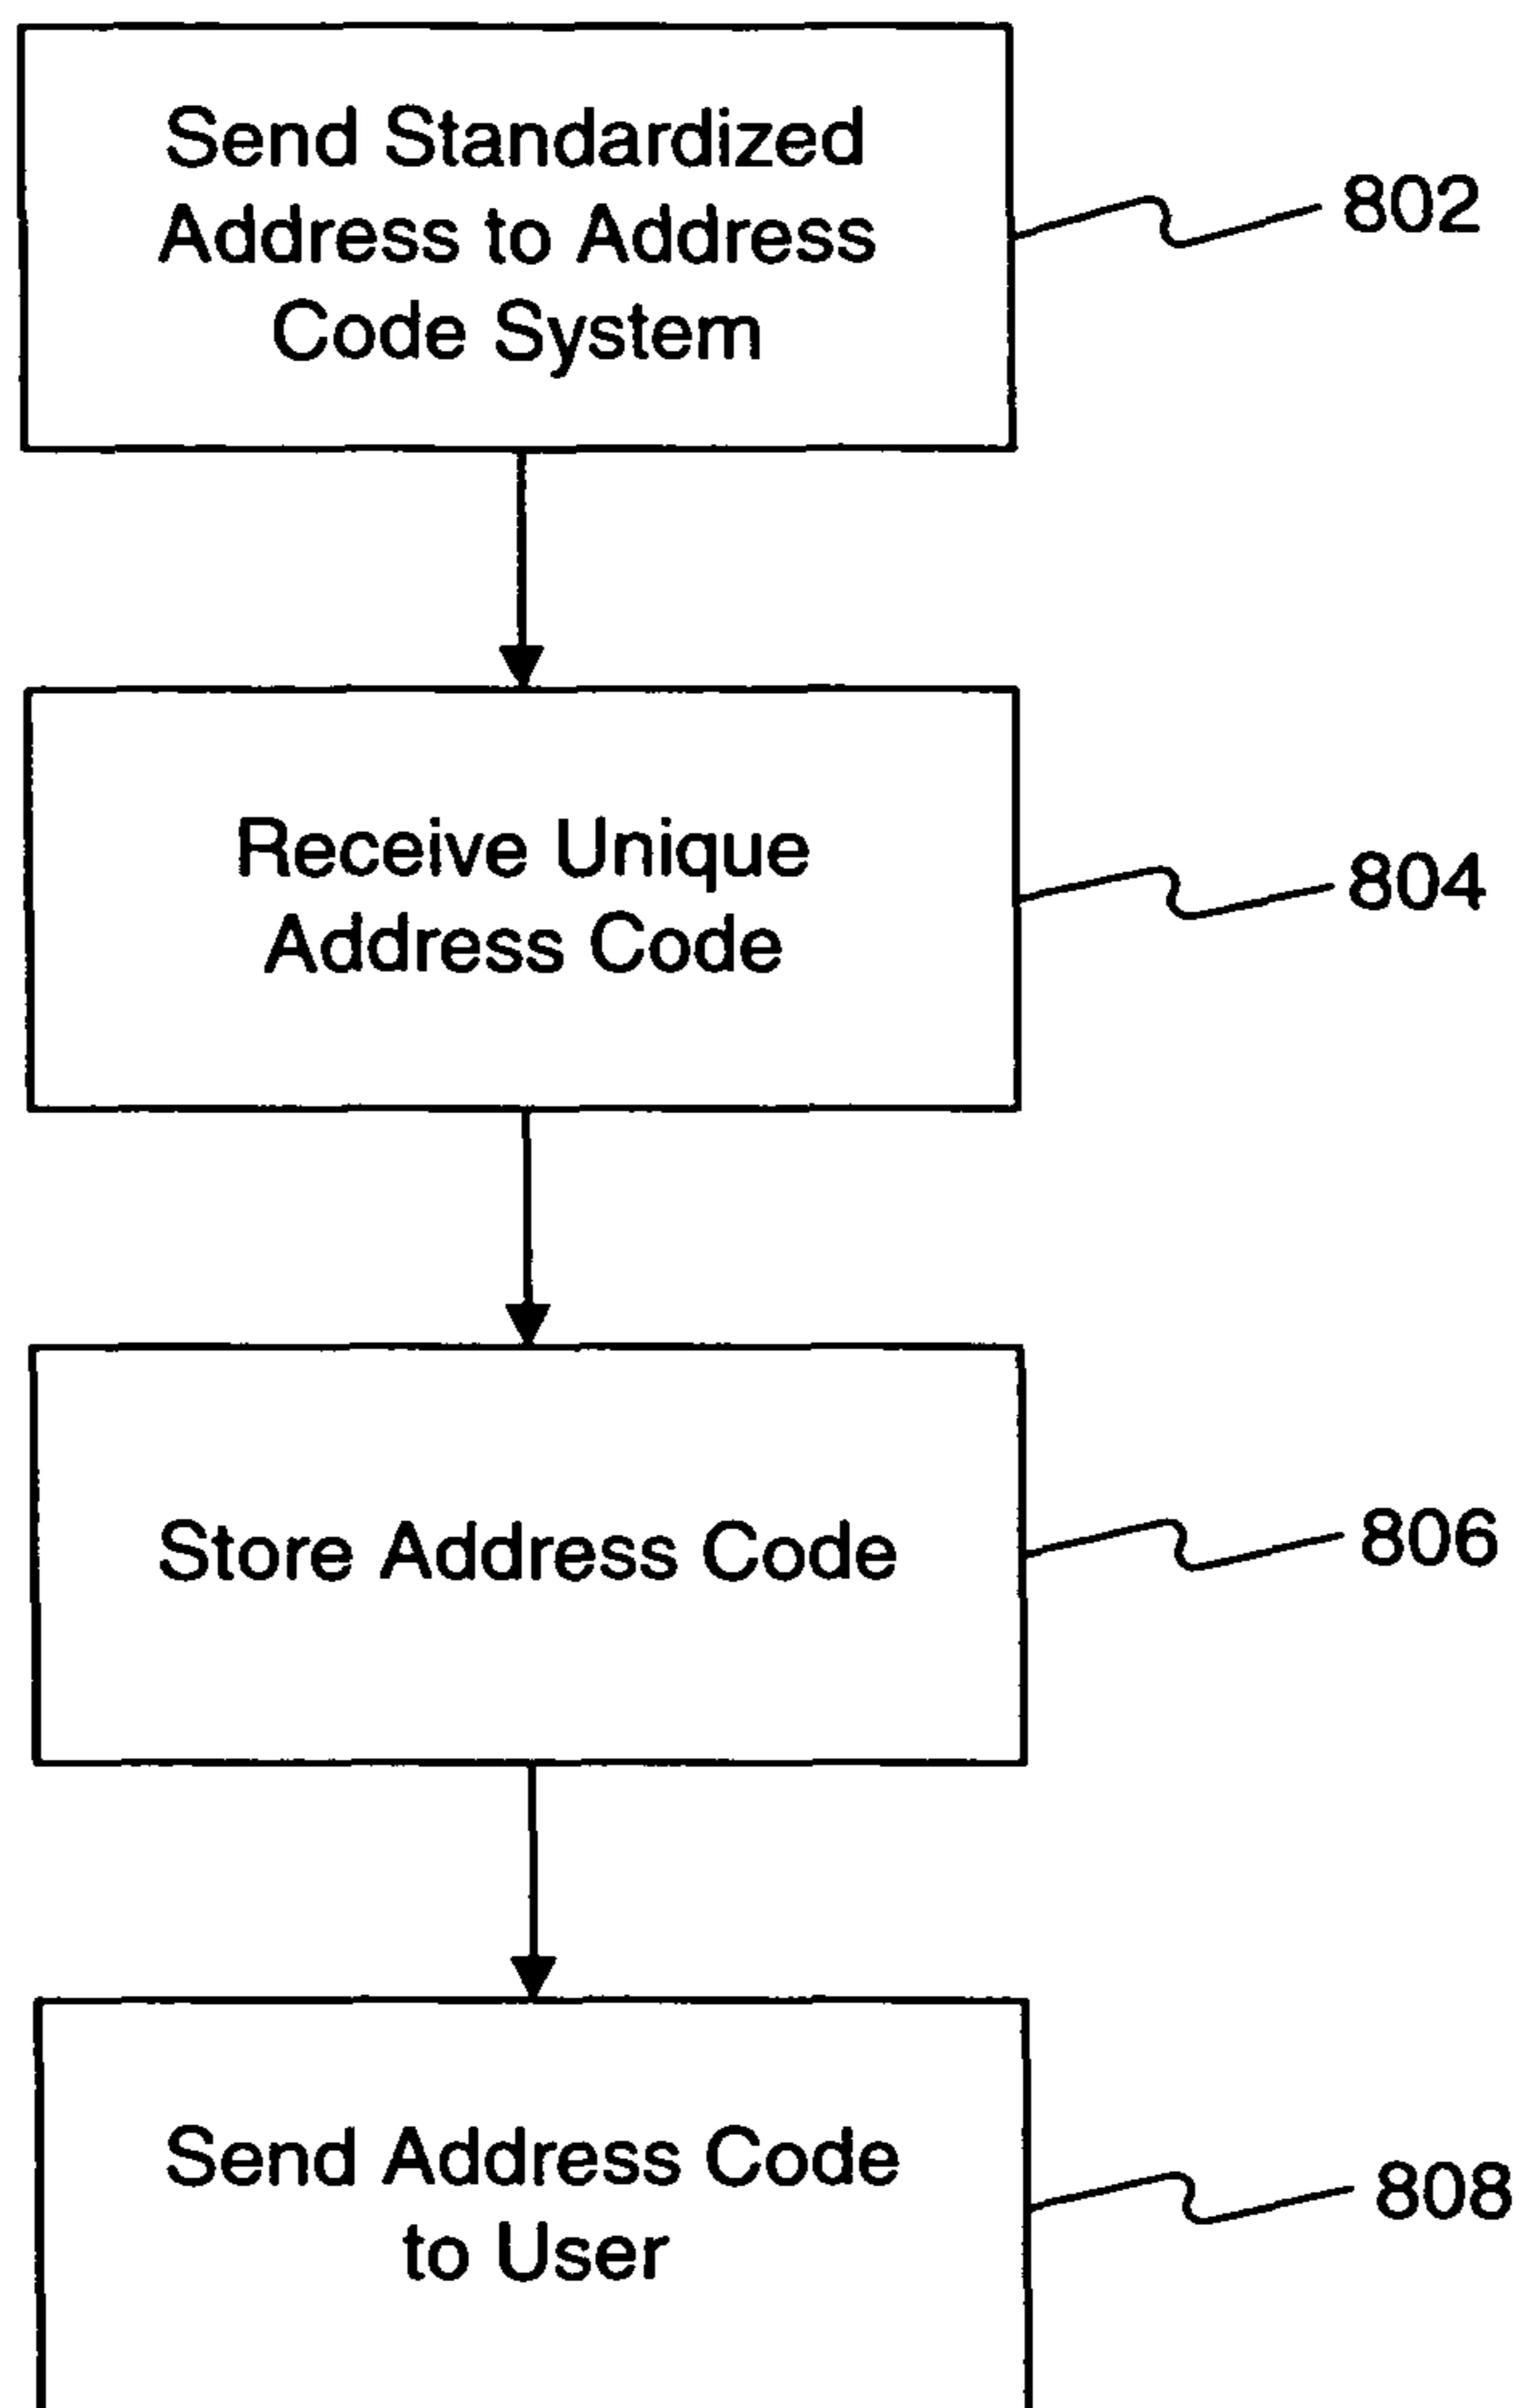 Send Standardized
Address to Address
Code System
802
Receive Unique
Address Code
804
Store Address Code
806
Send Address Code
to User
808